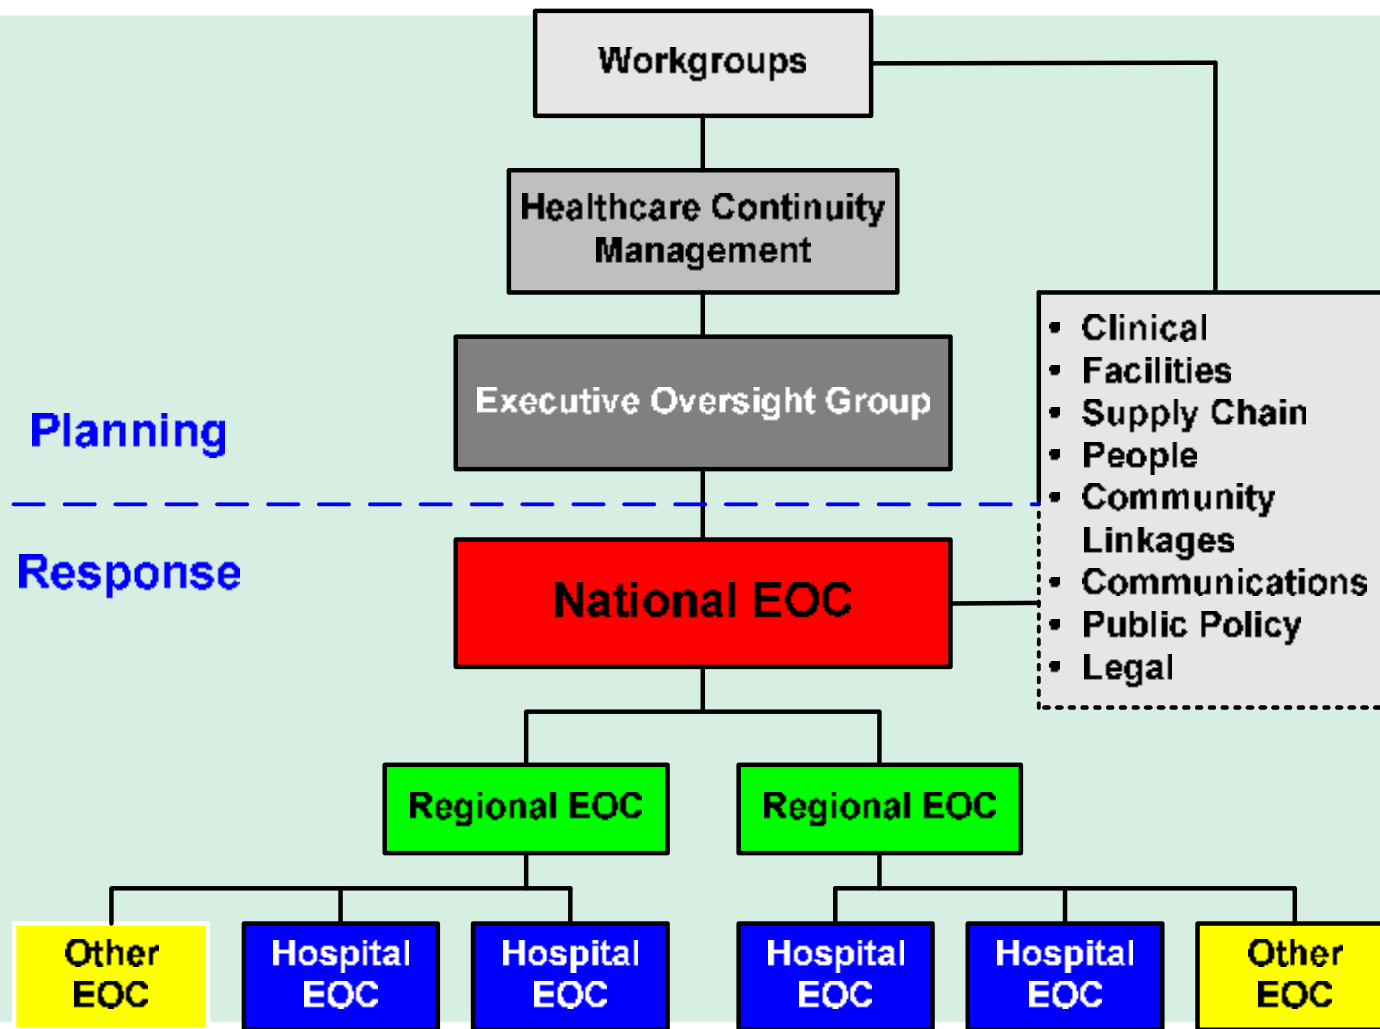 Workgroups
Healthcare Continuity
Management
Executive Oversight Group
Planning
• Clinical
• Facilities
• Supply Chain
• People
• Community
Linkages
• Communications
• Public Policy
• Legal
Response
National EOC
Regional EOC
Regional EOC
Other
EOC
Hospital
EOC
Hospital
EOC
Hospital
EOC
Hospital
EOC
Other
EOC